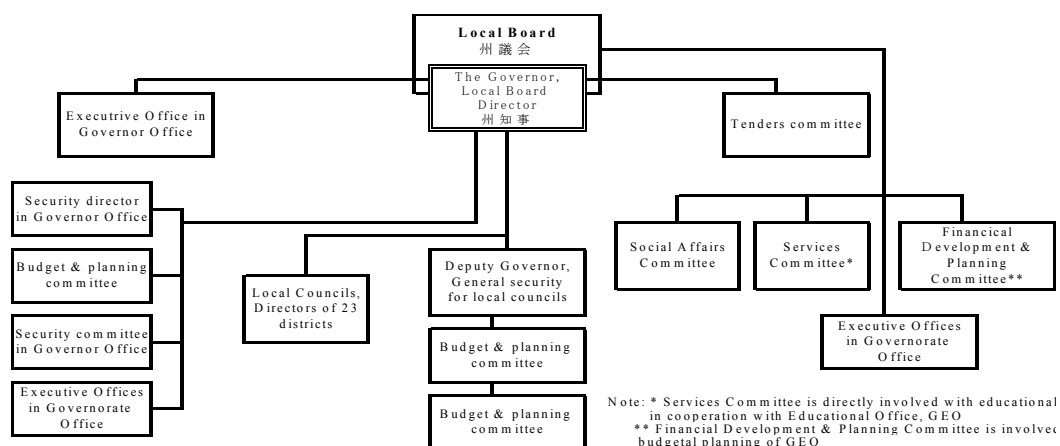 Local Board
州議会
The Governor,
Local Board
Director
州知事
Executrive Office in
Governor Office
Tenders committee
Security director
in Governor Office
Budget & planning
committee
Security committee
in Governor Office
Executive Offices
in Governorate
Office
Local Councils,
Directors of 23
districts
Deputy Governor,
General security
for local councils
Budget & planning
committee
Budget & planning
committee
Social Affairs
Committee
Services
Committee*
Financical
Development &
Planning
Committee**
Executive Offices
in Governorate
Office
Note: * Services Committee is directly involved with educational
in cooperation with Educational Office, GEO
** Financial Development & Planning Committee is involved
budgetal planning of GEO